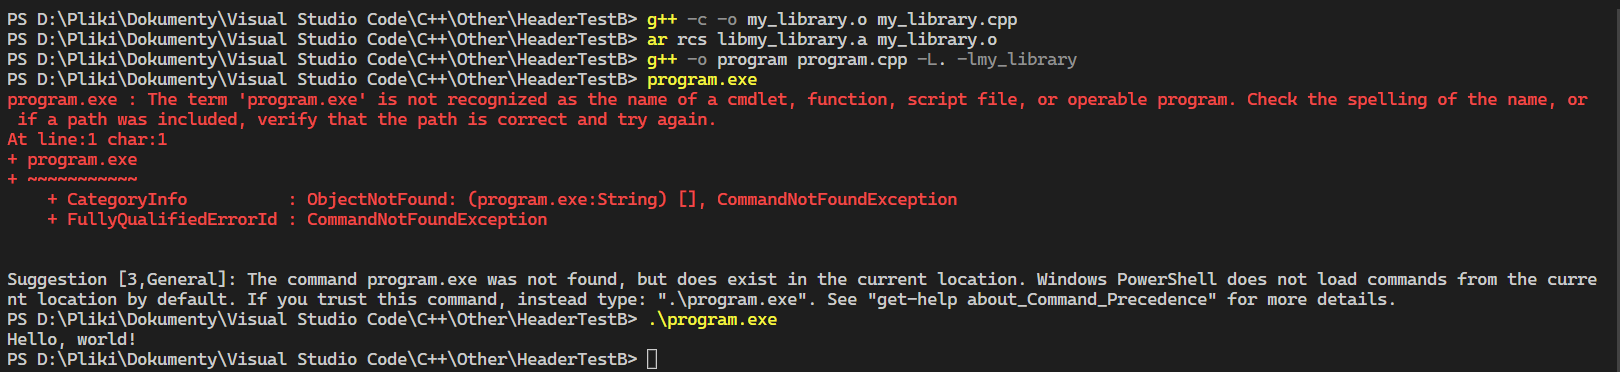 PS D:\Pliki\Dokumenty\Visual Studio Code\C++\Other\HeaderTestB> g++ -c -o my_library.o my_library.cpp
PS D:\Pliki\Dokumenty\Visual Studio Code\C++\Other\HeaderTestB> ar rcs libmy_library.a my_library.o
PS D:\Pliki\Dokumenty\Visual Studio Code\C++\Other\HeaderTestB> g++ -o program program.cpp -L. -lmy_library
PS D:\Pliki\Dokumenty\Visual Studio Code\C++\Other\HeaderTestB> program.exe
program.exe : The term 'program.exe' is not recognized as the name of a cmdlet, function, script file, or operable program. Check the spelling of the name, or
 if a path was included, verify that the path is correct and try again.
At line:1 char:1
+ program.exe
+ ~~~~~~~~~~~
    + CategoryInfo          : ObjectNotFound: (program.exe:String) [], CommandNotFoundException
    + FullyQualifiedErrorId : CommandNotFoundException
Suggestion [3,General]: The command program.exe was not found, but does exist in the current location. Windows PowerShell does not load commands from the curre
nt location by default. If you trust this command, instead type: ".\program.exe". See "get-help about_Command_Precedence" for more details.
PS D:\Pliki\Dokumenty\Visual Studio Code\C++\Other\HeaderTestB> .\program.exe
Hello, world!
PS D:\Pliki\Dokumenty\Visual Studio Code\C++\Other\HeaderTestB>